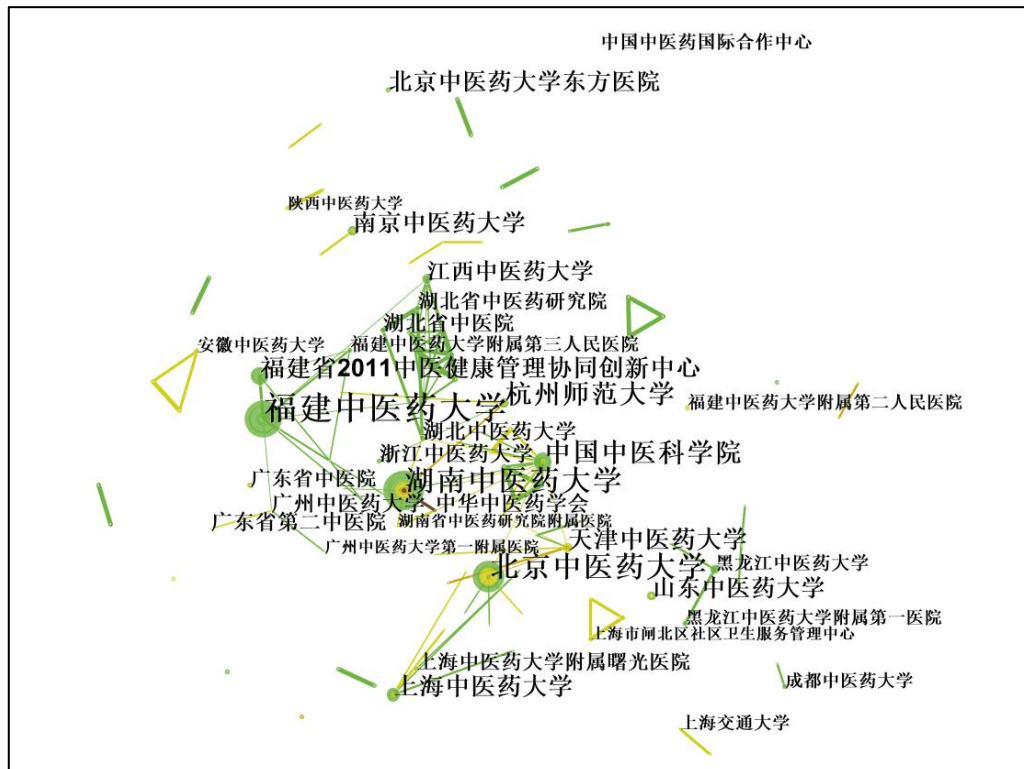 中国中医药国际合作中心
北京中医药大学东方医院
陕西中医药大学
南京中医药大学
江西中医药大学
湖北省中医药研究院
湖北省中医院
安徽中医药大学
福建中医药大学附属第三人民医院
福建省2011中医健康管理协同创新中心
杭州师范大学
福建中医药大学
福建中医药大学附属第二人民医院
湖北中医药大学
浙江中医药大学
中国中医科学院
广东省中医院
湖南中医药大学
广州中医药大学
中华中医药学会
广东省第二中医院
湖南省中医药研究院附属医院
广州中医药大学第一附属医院
天津中医药大学
北京中医药大学
黑龙江中医药大学
山东中医药大学
黑龙江中医药大学附属第一医院
上海市闸北区社区卫生服务管理中心
上海中医药大学附属曙光医院
上海中医药大学
成都中医药大学
上海交通大学